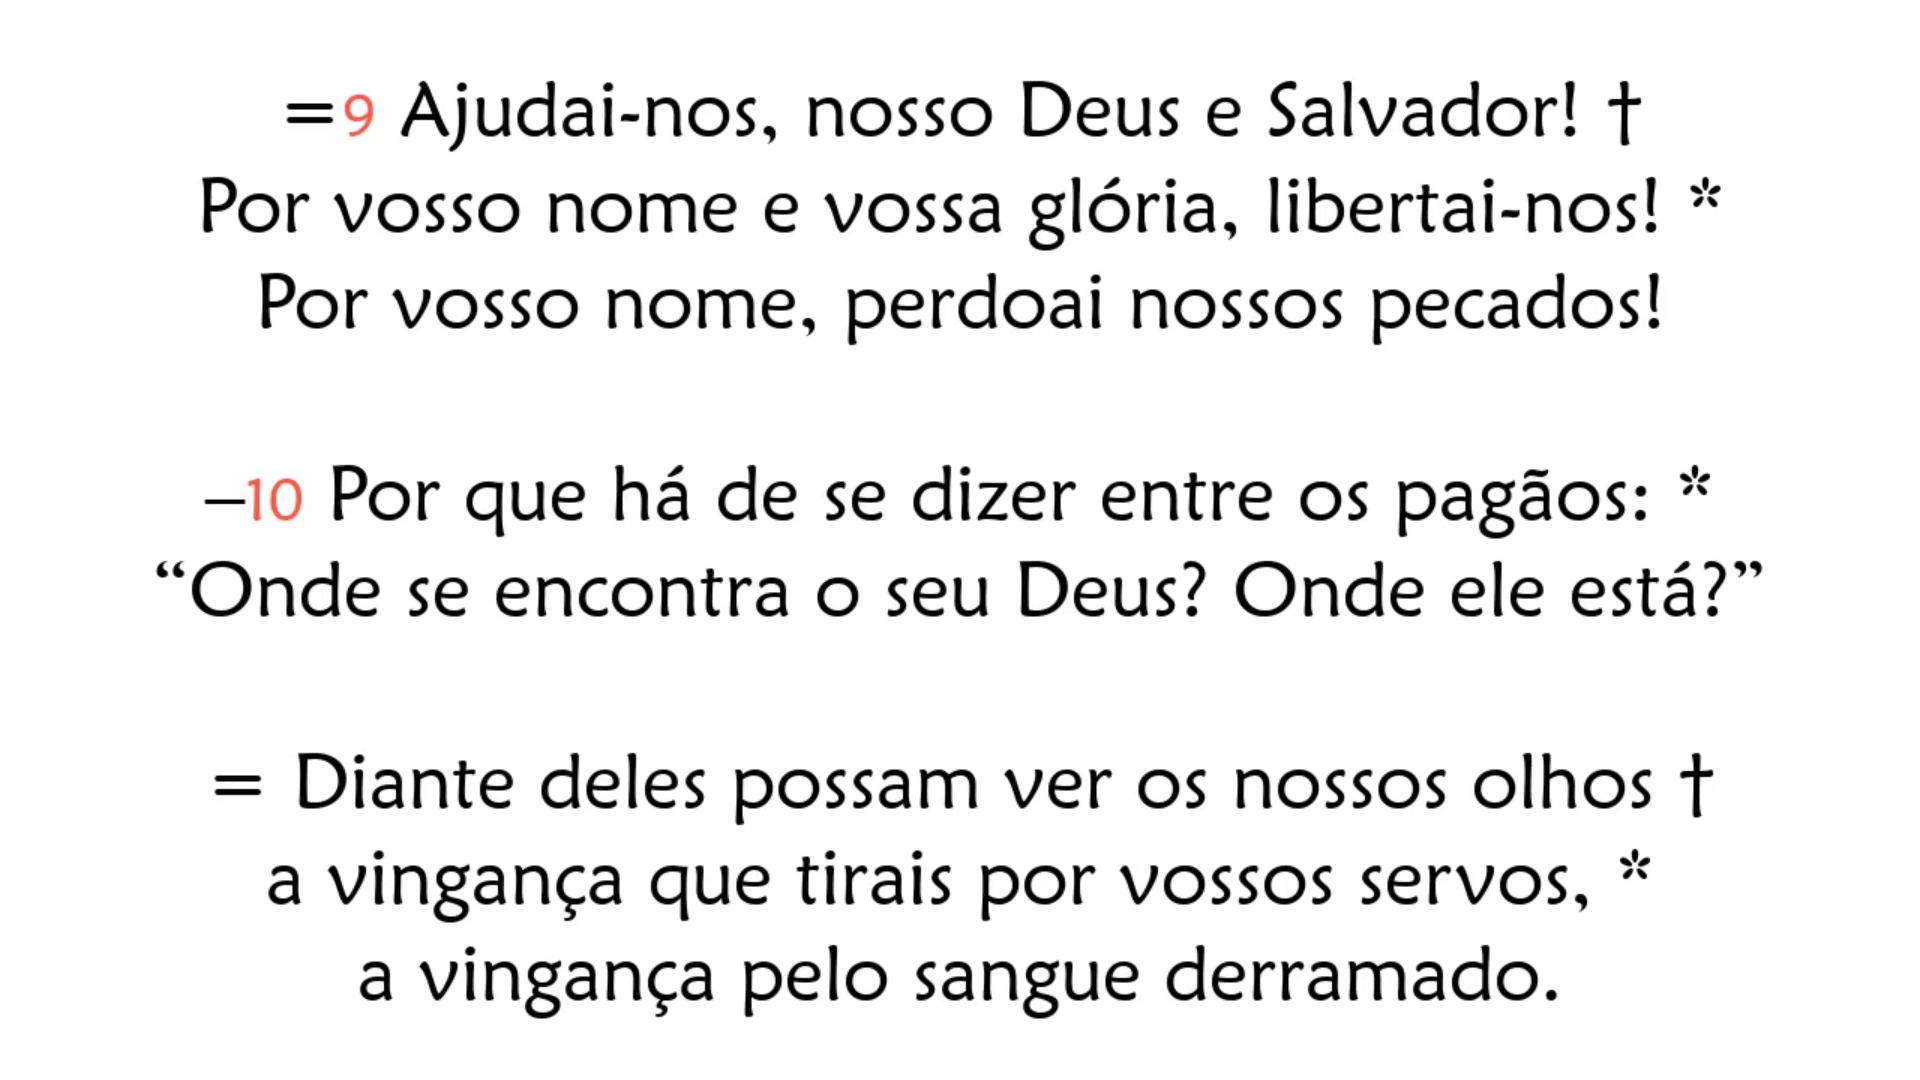 =9 Ajudai-nos, nosso Deus e Salvador! †
Por vosso nome e vossa glória, libertai-nos! *
Por vosso nome, perdoai nossos pecados!
–10 Por que há de se dizer entre os pagãos: *
“Onde se encontra o seu Deus? Onde ele está?”
= Diante deles possam ver os nossos olhos †
a vingança que tirais por vossos servos, *
a vingança pelo sangue derramado.